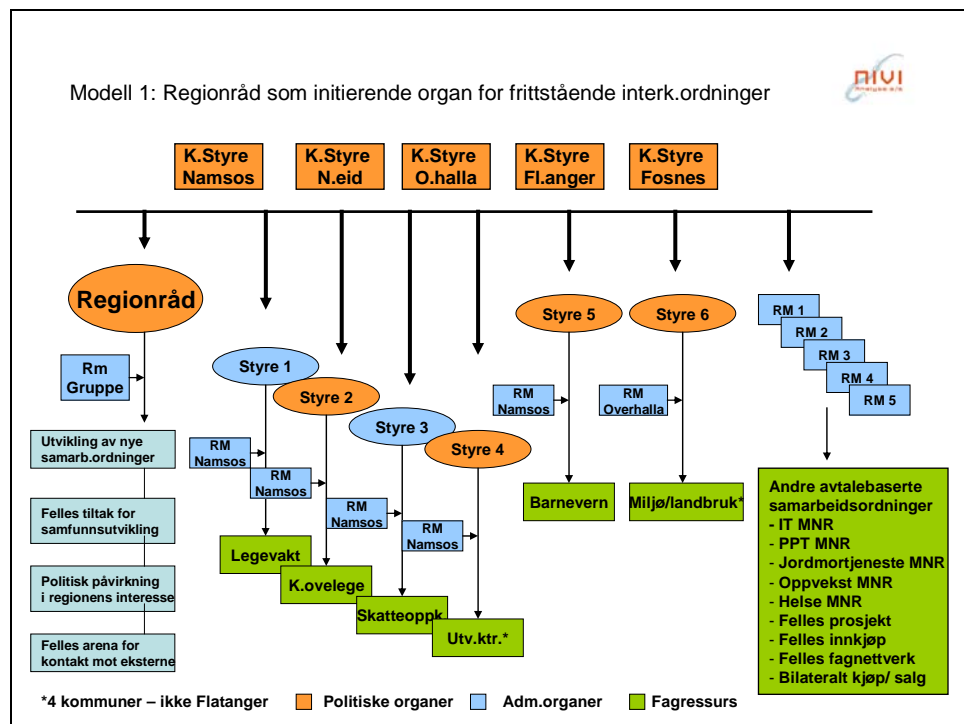 Modell 1: Regionråd som initierende organ for frittstående interk.ordninger
nivi
Analyse a/s
K.Styre
Namsos
K.Styre
N.eid
K.Styre
O.halla
K.Styre
Fl.anger
K.Styre
Fosnes
Regionråd
Rm
Gruppe
Utvikling av nye
samarb.ordninger
Felles tiltak for
samfunnsutvikling
Politisk påvirkning
i regionens interesse
Felles arena for
kontakt mot eksterne
Styre 1
Styre 2
Styre 3
Styre 4
RM
Namsos
RM
Namsos
RM
Namsos
RM
Namsos
Legevakt
K.ovelege
Skatteoppk.
Utv.ktr.*
Styre 5
RM
Namsos
Barnevern
Styre 6
RM
Overhalla
Miljø/landbruk*
RM 1
RM 2
RM 3
RM 4
RM 5
Andre avtalebaserte
samarbeidsordninger
- IT MNR
- PPT MNR
- Jordmortjeneste MNR
- Oppvekst MNR
- Helse MNR
- Felles prosjekt
- Felles innkjøp
- Felles fagnettverk
- Bilateralt kjøp/ salg
*4 kommuner – ikke Flatanger
Politiske organer
Adm.organer
Fagressurs